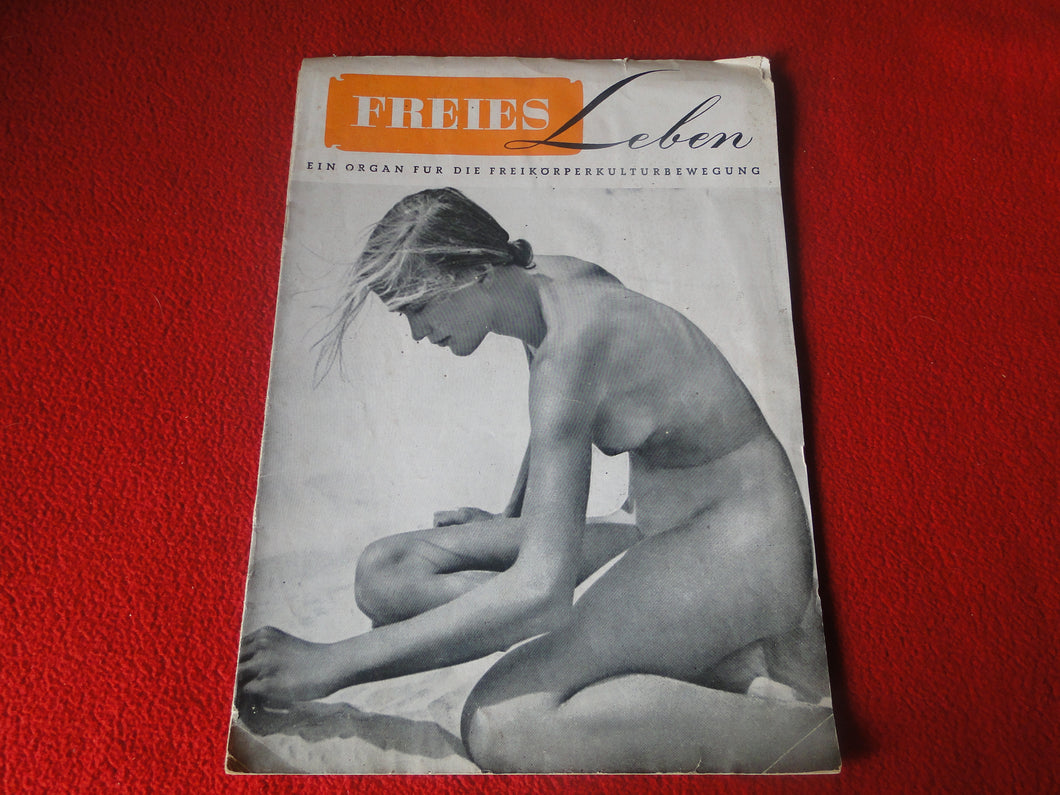 FREIES Leben
EIN ORGAN FÜR DIE FREIKÖRPERKULTURBEWEGUNG